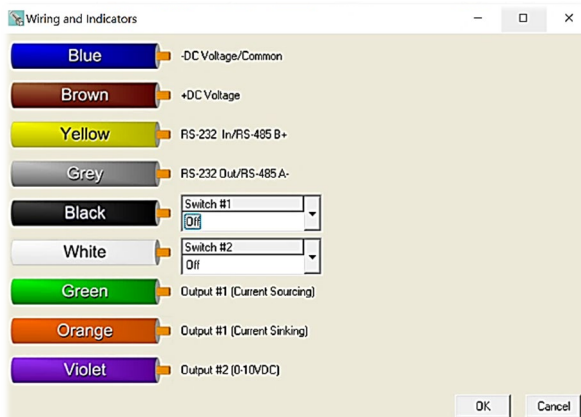 Wiring and Indicators
Blue -DC Voltage/Common
Brown +DC Voltage
Yellow RS-232 In/RS-485 B+
Grey RS-232 Out/RS-485 A-
Black Switch #1
Off
White Switch #2
Off
Green Output #1 (Current Sourcing)
Orange Output #1 (Current Sinking)
Violet Output #2 (0-10VDC)
OK Cancel